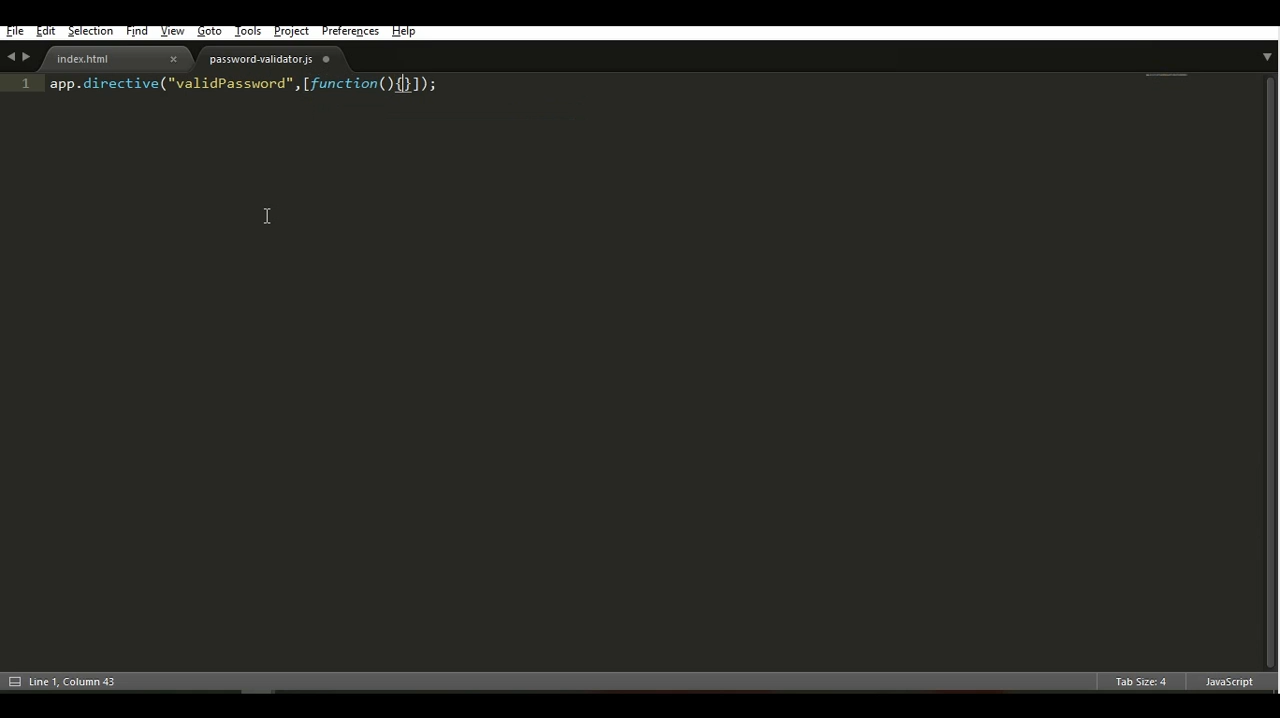 File Edit Selection Find View Goto Tools Project Preferences Help
index.html × password-validator.js
1 app.directive("validPassword",[function(){}]);
Line 1, Column 43 Tab Size: 4 JavaScript